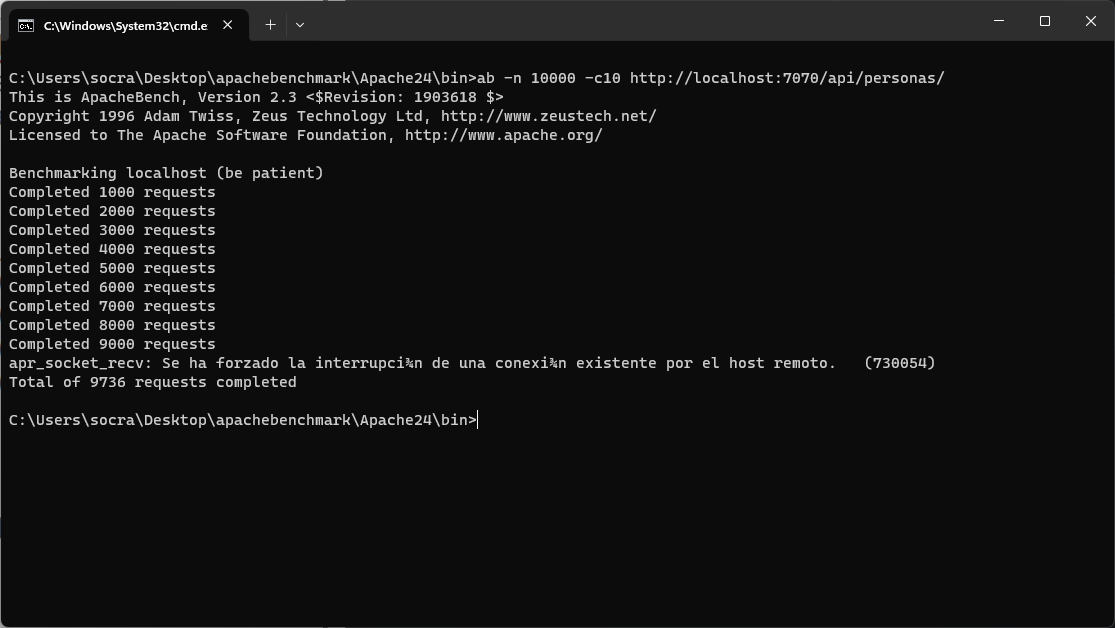 C:\Windows\System32\cmd.e
C:\Users\socra\Desktop\apachebenchmark\Apache24\bin>ab -n 10000 -c10 http://localhost:7070/api/personas/
This is ApacheBench, Version 2.3 <$Revision: 1903618 $>
Copyright 1996 Adam Twiss, Zeus Technology Ltd, http://www.zeustech.net/
Licensed to The Apache Software Foundation, http://www.apache.org/
Benchmarking localhost (be patient)
Completed 1000 requests
Completed 2000 requests
Completed 3000 requests
Completed 4000 requests
Completed 5000 requests
Completed 6000 requests
Completed 7000 requests
Completed 8000 requests
Completed 9000 requests
apr_socket_recv: Se ha forzado la interrupci¾n de una conexi¾n existente por el host remoto.   (730054)
Total of 9736 requests completed
C:\Users\socra\Desktop\apachebenchmark\Apache24\bin>